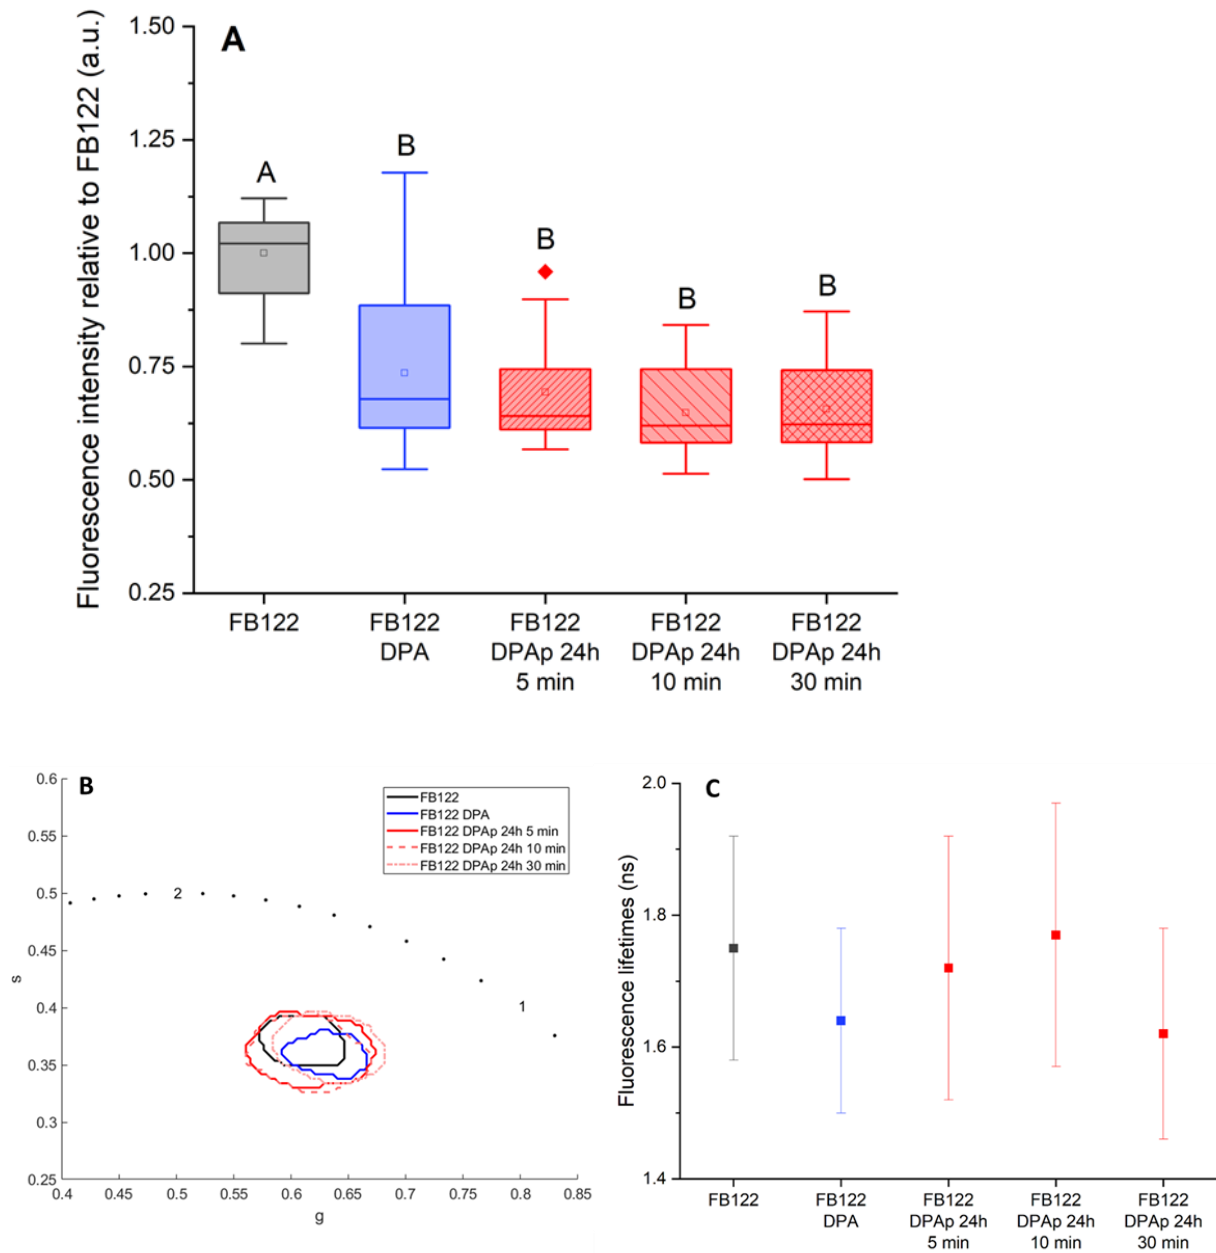 A
Fluorescence intensity relative to FB122 (a.u.)
1.50
1.25
1.00
0.75
0.50
0.25
A
B
B
B
B
FB122
FB122
DPA
FB122
DPAp 24h
5 min
FB122
DPAp 24h
10 min
FB122
DPAp 24h
30 min
B
s
0.6
0.55
0.5
0.45
0.4
0.35
0.3
0.25
2
1
FB122
FB122 DPA
FB122 DPAp 24h 5 min
FB122 DPAp 24h 10 min
FB122 DPAp 24h 30 min
0.4 0.45 0.5 0.55 0.6 0.65 0.7 0.75 0.8 0.85
g
C
Fluorescence lifetimes (ns)
2.0
1.8
1.6
1.4
FB122
FB122
DPA
FB122
DPAp 24h
5 min
FB122
DPAp 24h
10 min
FB122
DPAp 24h
30 min